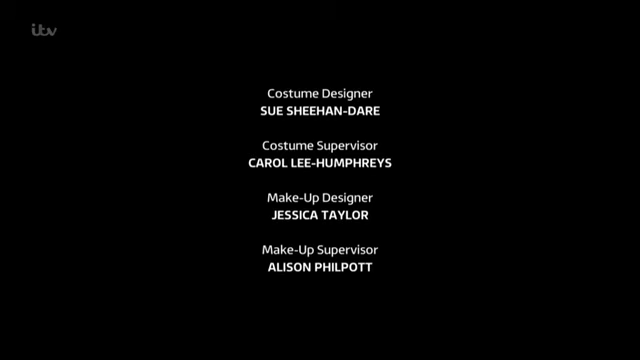 itv
Costume Designer
SUE SHEEHAN-DARE
Costume Supervisor
CAROL LEE-HUMPHREYS
Make-Up Designer
JESSICA TAYLOR
Make-Up Supervisor
ALISON PHILPOTT